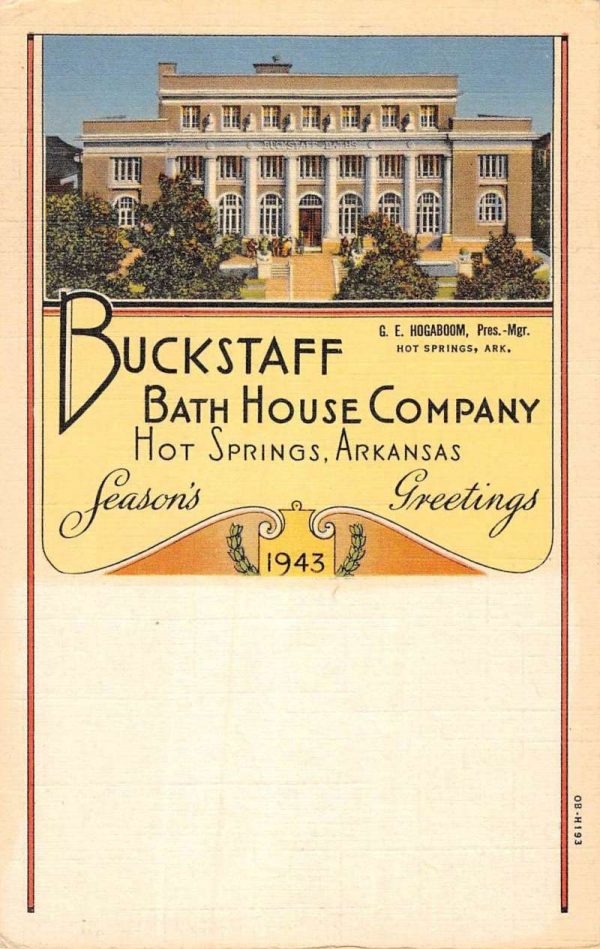 BUCKSTAFF BATHS
G. E. HOGABOOM, Pres.-Mgr.
HOT SPRINGS, ARK.
BUCKSTAFF
BATH HOUSE COMPANY
HOT SPRINGS, ARKANSAS
Season's Greetings
1943
OB-H193